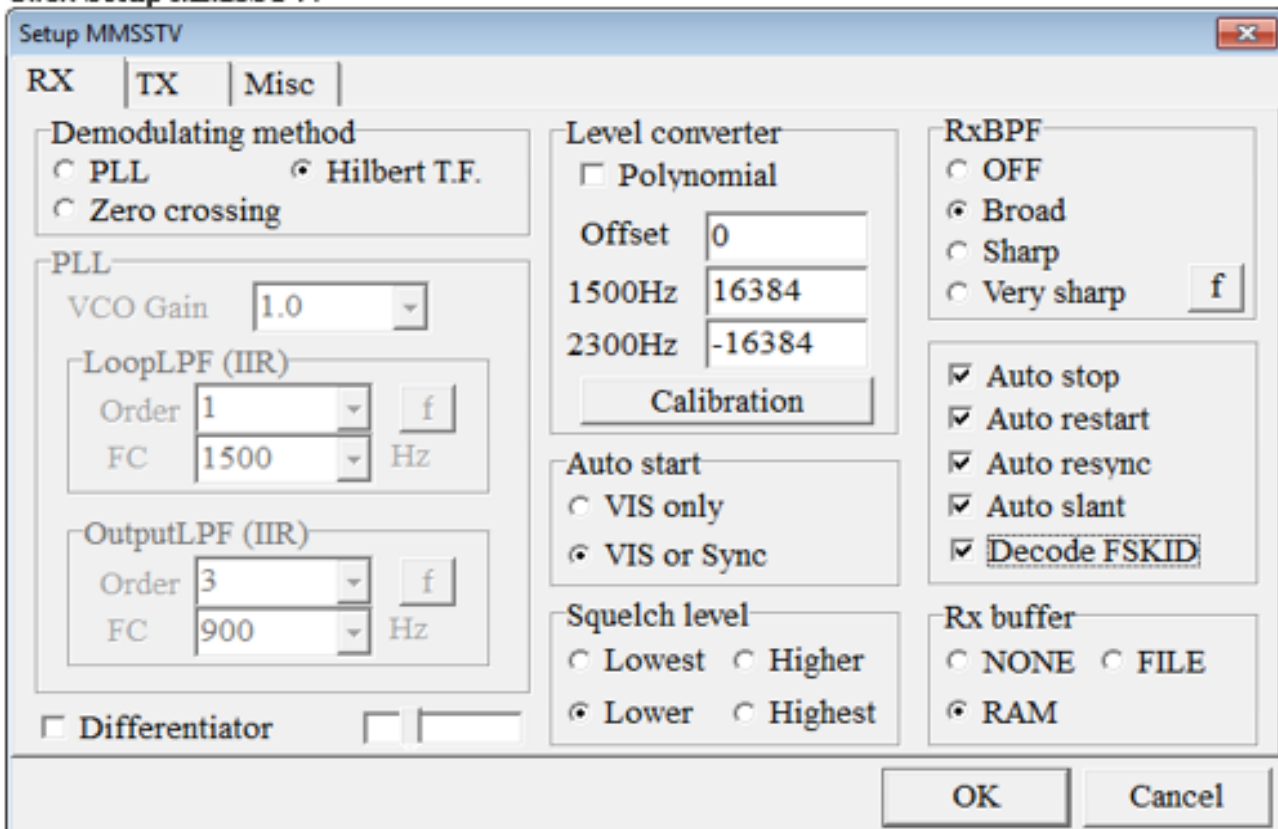 Setup MMSSTV
RX TX Misc
Demodulating method
PLL Hilbert T.F.
Zero crossing
PLL
VCO Gain 1.0
LoopLPF (IIR)
Order 1 f
FC 1500 Hz
OutputLPF (IIR)
Order 3 f
FC 900 Hz
Differentiator
Level converter
Polynomial
Offset 0
1500Hz 16384
2300Hz -16384
Calibration
Auto start
VIS only
VIS or Sync
Squelch level
Lowest Higher
Lower Highest
RxBPF
OFF
Broad
Sharp
Very sharp f
Auto stop
Auto restart
Auto resync
Auto slant
Decode FSKID
Rx buffer
NONE FILE
RAM
OK Cancel